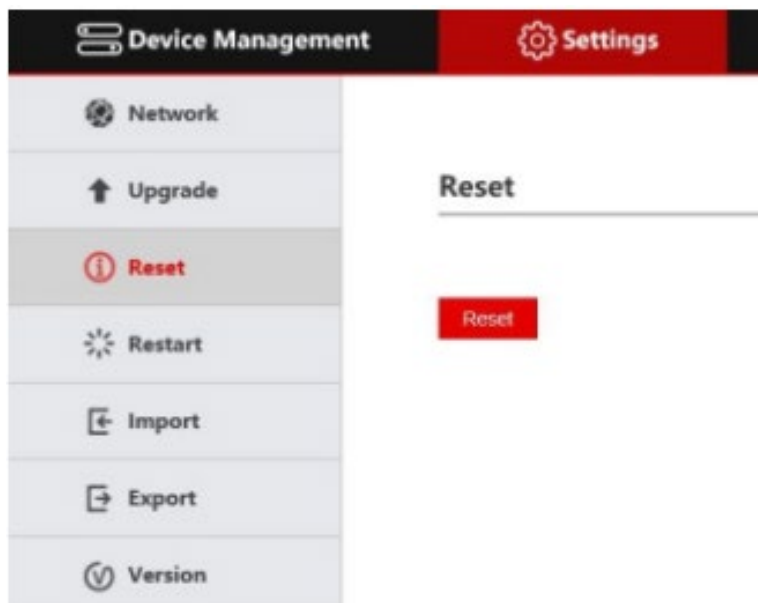 Device Management
Settings
Network
Upgrade
Reset
Restart
Import
Export
Version
Reset
Reset